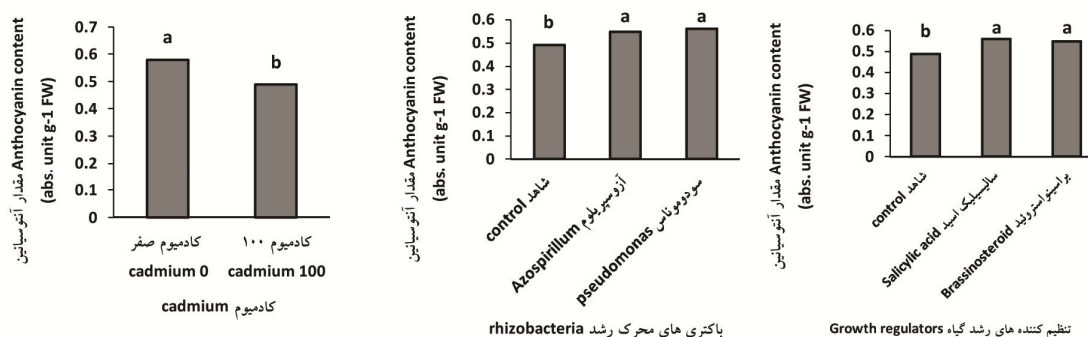 مقدار آنتوسیانین Anthocyanin content
(abs. unit g-1 FW)
0.7
0.6
0.5
0.4
0.3
0.2
0.1
0
a
b
کادمیوم صفر
cadmium 0
کادمیوم ۱۰۰
cadmium 100
کادمیوم cadmium
مقدار آنتوسیانین Anthocyanin content
(abs. unit g-1 FW)
0.6
0.5
0.4
0.3
0.2
0.1
0
b
a
a
شاهد control
آزوسپریلوم Azospirillum
سودوموناس pseudomonas
باکتری های محرک رشد rhizobacteria
مقدار آنتوسیانین Anthocyanin content
(abs. unit g-1 FW)
0.6
0.5
0.4
0.3
0.2
0.1
0
b
a
a
شاهد control
سالیسیلیک اسید Salicylic acid
براسینواستروئید Brassinosteroid
تنظیم کننده های رشد گیاه Growth regulators